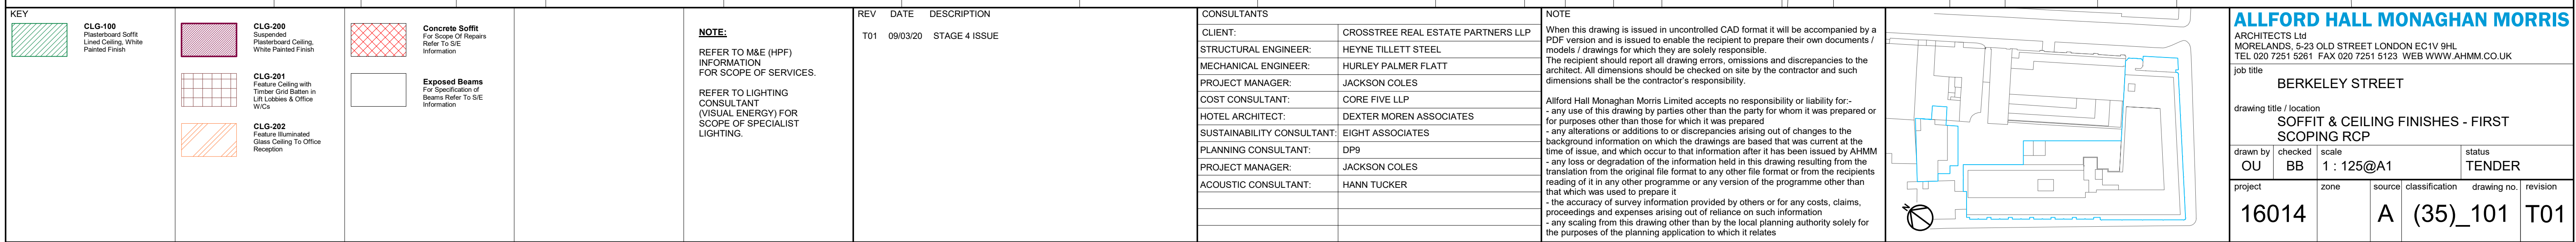 KEY
CLG-100
Plasterboard Soffit
Lined Ceiling, White
Painted Finish
CLG-200
Suspended
Plasterboard Ceiling,
White Painted Finish
CLG-201
Feature Ceiling with
Timber Grid Batten in
Lift Lobbies & Office
W/Cs
CLG-202
Feature Illuminated
Glass Ceiling To Office
Reception
Concrete Soffit
For Scope Of Repairs
Refer To S/E
Information
Exposed Beams
For Specification of
Beams Refer To S/E
Information
NOTE:
REFER TO M&E (HPF)
INFORMATION
FOR SCOPE OF SERVICES.
REFER TO LIGHTING
CONSULTANT
(VISUAL ENERGY) FOR
SCOPE OF SPECIALIST
LIGHTING.
REV DATE DESCRIPTION
T01 09/03/20 STAGE 4 ISSUE
CONSULTANTS
CLIENT: CROSSTREE REAL ESTATE PARTNERS LLP
STRUCTURAL ENGINEER: HEYNE TILLETT STEEL
MECHANICAL ENGINEER: HURLEY PALMER FLATT
PROJECT MANAGER: JACKSON COLES
COST CONSULTANT: CORE FIVE LLP
HOTEL ARCHITECT: DEXTER MOREN ASSOCIATES
SUSTAINABILITY CONSULTANT: EIGHT ASSOCIATES
PLANNING CONSULTANT: DP9
PROJECT MANAGER: JACKSON COLES
ACOUSTIC CONSULTANT: HANN TUCKER
NOTE
When this drawing is issued in uncontrolled CAD format it will be accompanied by a
PDF version and is issued to enable the recipient to prepare their own documents /
models / drawings for which they are solely responsible.
The recipient should report all drawing errors, omissions and discrepancies to the
architect. All dimensions should be checked on site by the contractor and such
dimensions shall be the contractor's responsibility.
Allford Hall Monaghan Morris Limited accepts no responsibility or liability for:-
- any use of this drawing by parties other than the party for whom it was prepared or
for purposes other than those for which it was prepared
- any alterations or additions to or discrepancies arising out of changes to the
background information on which the drawings are based that was current at the
time of issue, and which occur to that information after it has been issued by AHMM
- any loss or degradation of the information held in this drawing resulting from the
translation from the original file format to any other file format or from the recipients
reading of it in any other programme or any version of the programme other than
that which was used to prepare it
- the accuracy of survey information provided by others or for any costs, claims,
proceedings and expenses arising out of reliance on such information
- any scaling from this drawing other than by the local planning authority solely for
the purposes of the planning application to which it relates
N
ALLFORD HALL MONAGHAN MORRIS
ARCHITECTS Ltd
MORELANDS, 5-23 OLD STREET LONDON EC1V 9HL
TEL 020 7251 5261 FAX 020 7251 5123 WEB WWW.AHMM.CO.UK
job title
BERKELEY STREET
drawing title / location
SOFFIT & CEILING FINISHES - FIRST
SCOPING RCP
drawn by checked scale status
OU BB 1 : 125@A1 TENDER
project zone source classification drawing no. revision
16014 A (35)_101 T01